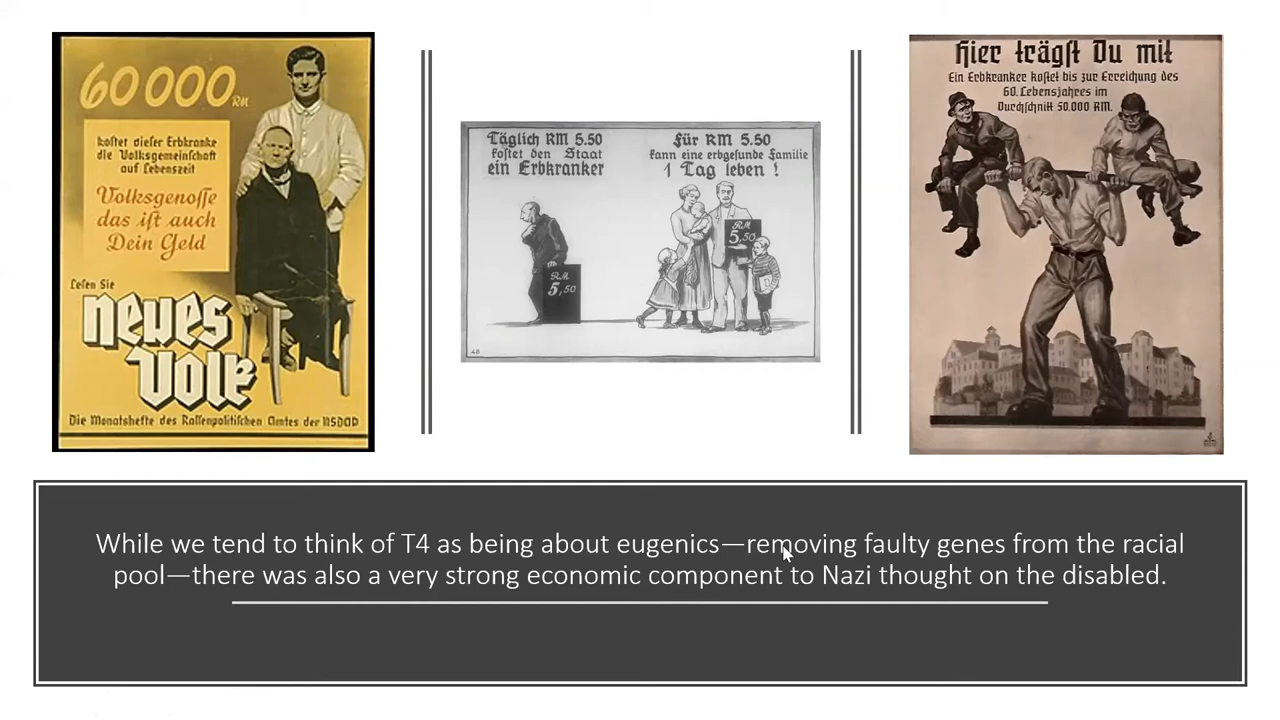 60000 RM
kostet dieser Erbkranke
die Volksgemeinschaft
auf Lebenszeit
Volksgenosse
das ist auch
Dein Geld
Lesen Sie
neues
Volk
Die Monatshefte des Rassenpolitischen Amtes der NSDAP
Täglich RM 5.50
kostet den Staat
ein Erbkranker
Für RM 5.50
kann eine erbgesunde Familie
1 Tag leben !
RM
5,50
RM
5,50
48
Hier trägst Du mit
Ein Erbkranker kostet bis zur Erreichung des
60. Lebensjahres im
Durchschnitt 50.000 RM.
While we tend to think of T4 as being about eugenics—removing faulty genes from the racial
pool—there was also a very strong economic component to Nazi thought on the disabled.